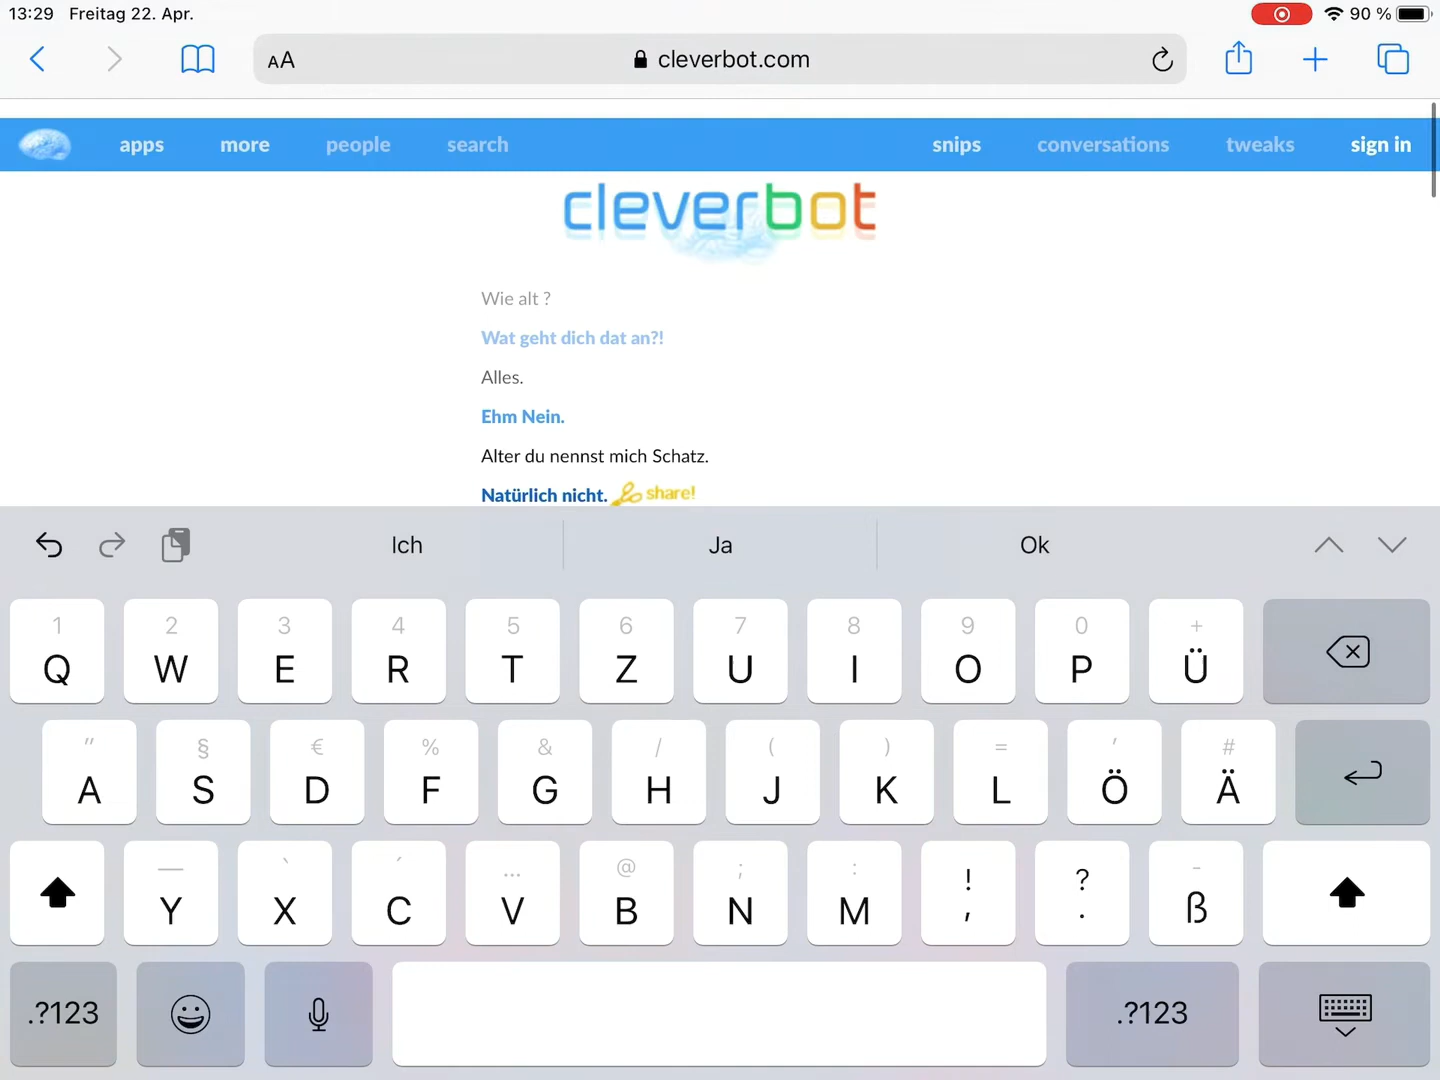 13:29 Freitag 22. Apr. 90 %
AA cleverbot.com
apps more people search snips conversations tweaks sign in
cleverbot
Wie alt ?
Wat geht dich dat an?!
Alles.
Ehm Nein.
Alter du nennst mich Schatz.
Natürlich nicht. share!
Ich Ja Ok
1 2 3 4 5 6 7 8 9 0 +
Q W E R T Z U I O P Ü
" § € % & / ( ) = ' #
A S D F G H J K L Ö Ä
— ` ´ ... @ ; : ! ? -
Y X C V B N M , . ß
.?123 .?123